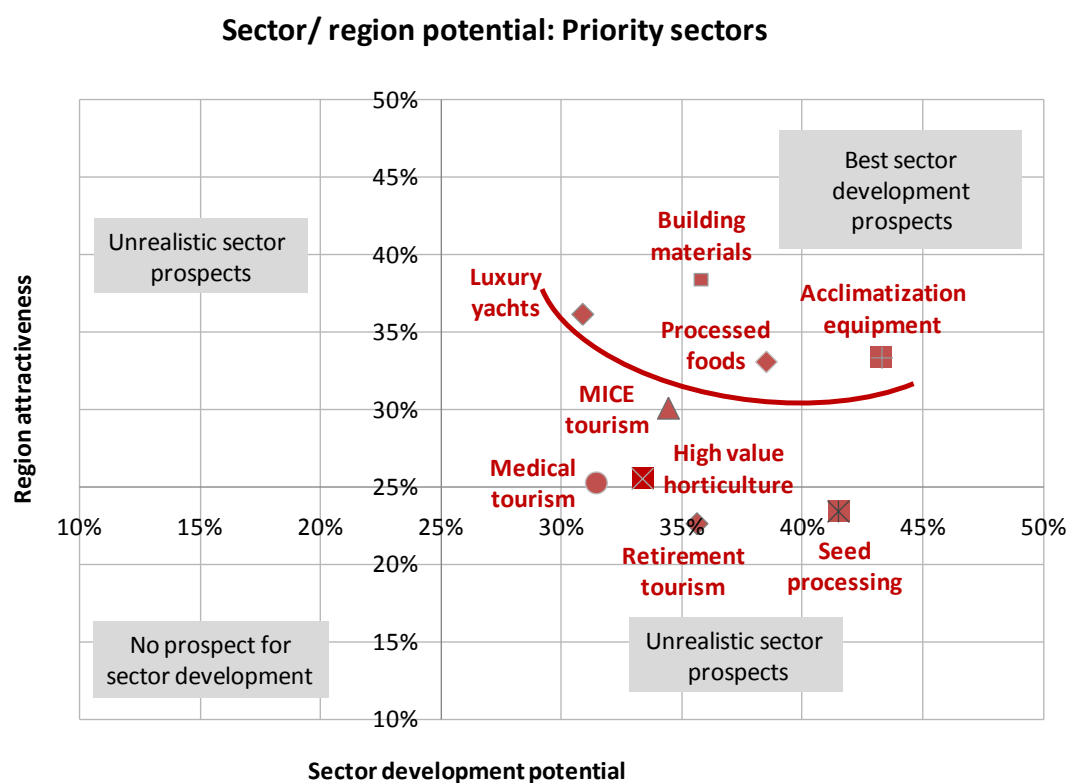 Sector/ region potential: Priority sectors
50%
45%
40%
35%
30%
25%
20%
15%
10%
Region attractiveness
10%
15%
20%
25%
30%
35%
40%
45%
50%
Sector development potential
Unrealistic sector
prospects
Best sector
development
prospects
Building
materials
Luxury
yachts
Acclimatization
equipment
Processed
foods
MICE
tourism
High value
horticulture
Medical
tourism
Retirement
tourism
Seed
processing
No prospect for
sector development
Unrealistic sector
prospects